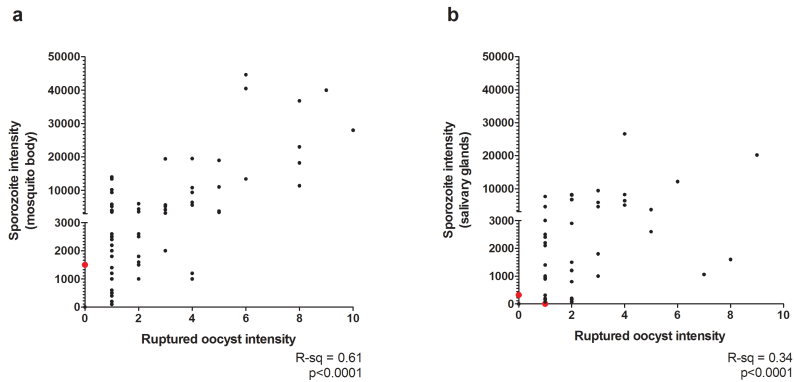 a
b
50000
40000
30000
20000
10000
3000
2000
1000
0
Sporozoite intensity
(mosquito body)
0 2 4 6 8 10
Ruptured oocyst intensity
R-sq = 0.61
p<0.0001
50000
40000
30000
20000
10000
3000
2000
1000
0
Sporozoite intensity
(salivary glands)
0 2 4 6 8 10
Ruptured oocyst intensity
R-sq = 0.34
p<0.0001